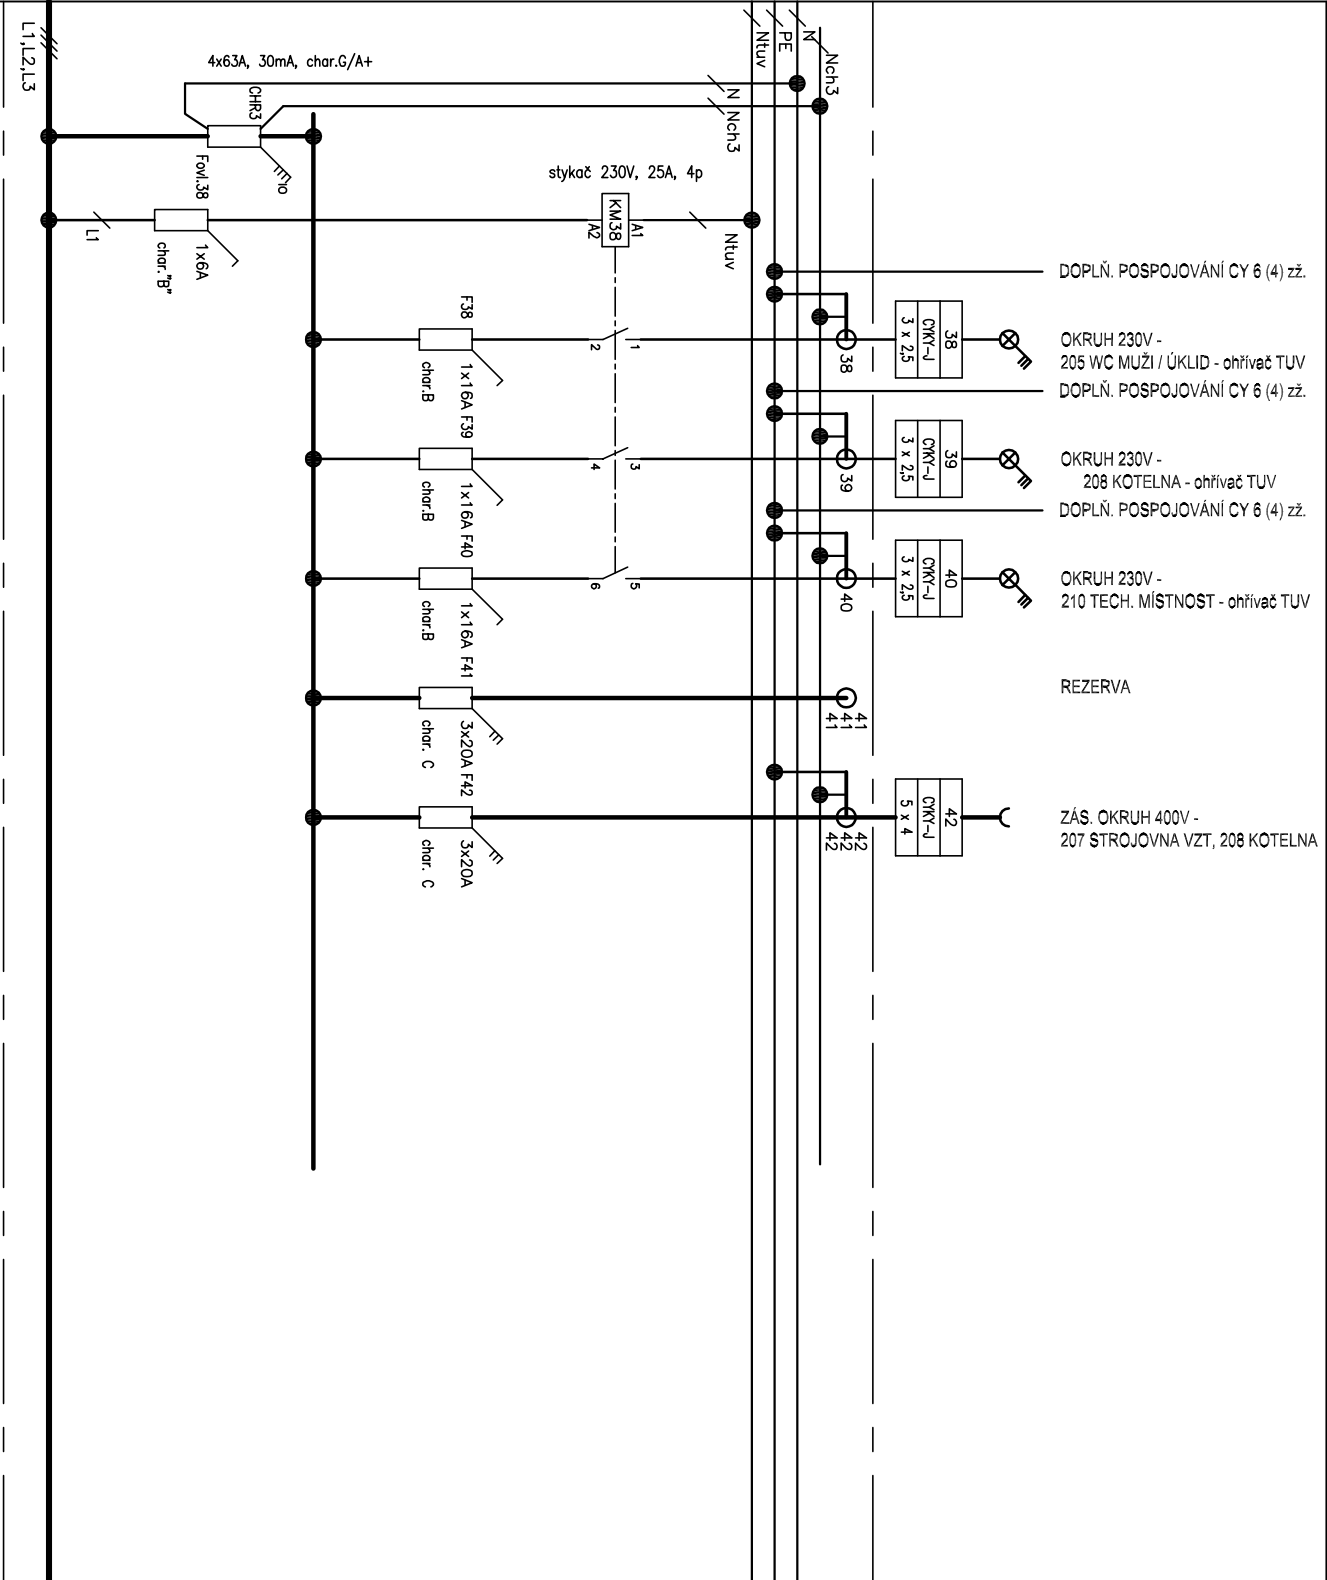 L1,L2,L3
4x63A, 30mA, char.G/A+
CHR3
10
Fovl.38
Ntuv
PE
N
Nch3
N
Nch3
stykač 230V, 25A, 4p
L1
1x6A
char."B"
KM38
A1
A2
Ntuv
DOPLŇ. POSPOJOVÁNÍ CY 6 (4) zž.
F38
1x16A
char.B
2
1
38
38
CYKY-J
3 x 2,5
OKRUH 230V -
205 WC MUŽI / ÚKLID - ohřívač TUV
DOPLŇ. POSPOJOVÁNÍ CY 6 (4) zž.
F39
1x16A
char.B
4
3
39
39
CYKY-J
3 x 2,5
OKRUH 230V -
208 KOTELNA - ohřívač TUV
DOPLŇ. POSPOJOVÁNÍ CY 6 (4) zž.
F40
1x16A
char.B
6
5
40
40
CYKY-J
3 x 2,5
OKRUH 230V -
210 TECH. MÍSTNOST - ohřívač TUV
F41
3x20A
char. C
41
41
41
REZERVA
F42
3x20A
char. C
42
42
42
42
CYKY-J
5 x 4
ZÁS. OKRUH 400V -
207 STROJOVNA VZT, 208 KOTELNA